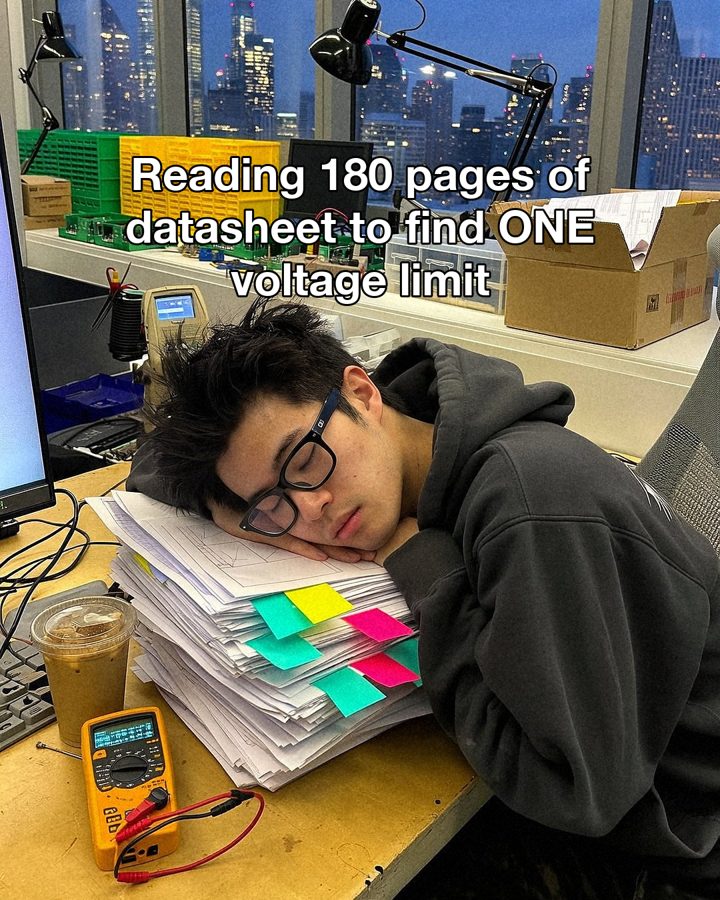 Reading 180 pages of
datasheet to find ONE
voltage limit